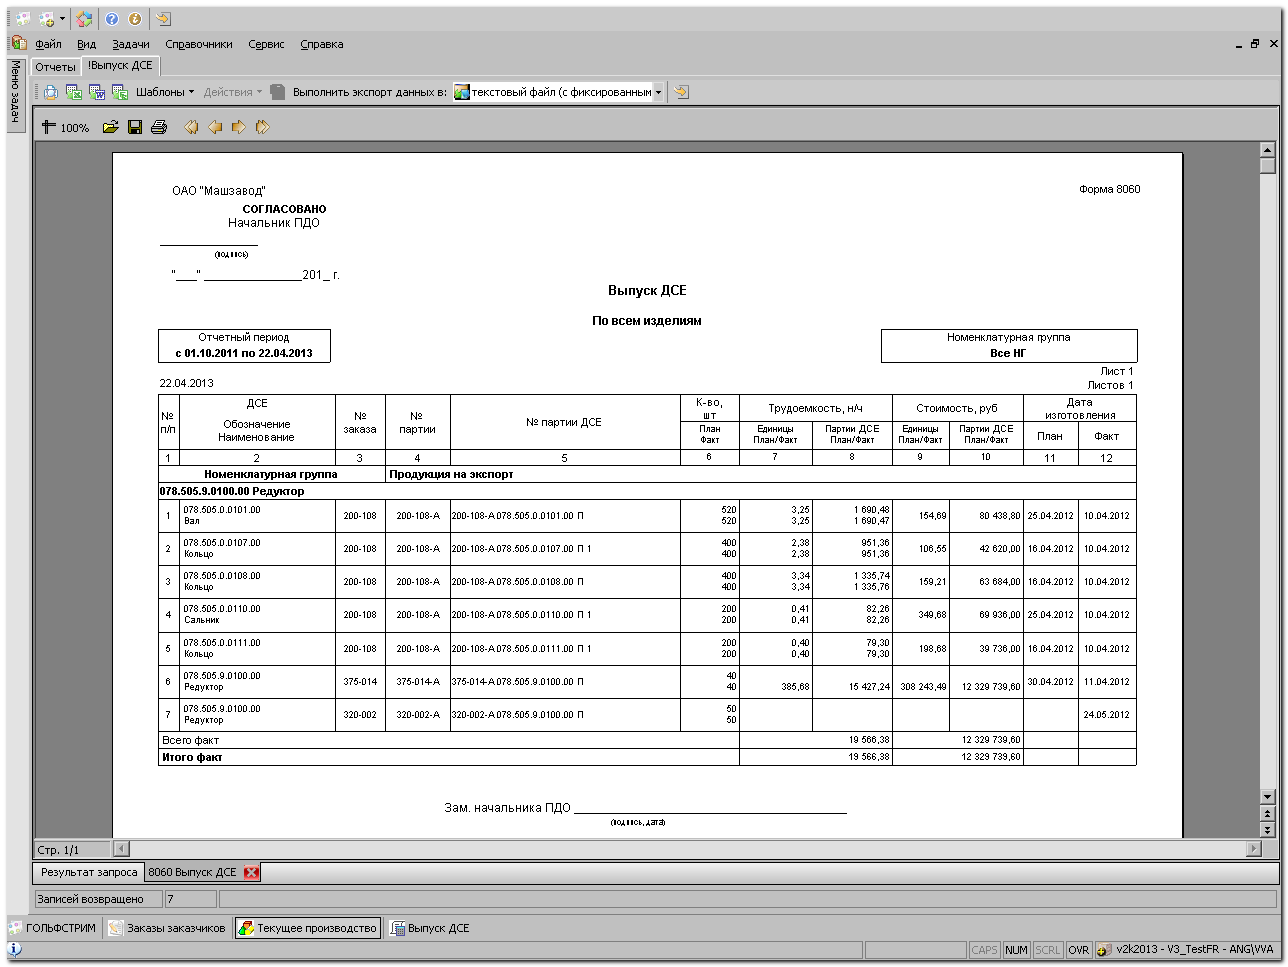 Файл Вид Задачи Справочники Сервис Справка
Меню задач
Отчеты !Выпуск ДСЕ
Шаблоны Действия Выполнить экспорт данных в: текстовый файл (с фиксированным
100%
ОАО "Машзавод" Форма 8060
СОГЛАСОВАНО
Начальник ПДО
(подпись)
"___" _______________201_ г.
Выпуск ДСЕ
По всем изделиям
Отчетный период Номенклатурная группа
с 01.10.2011 по 22.04.2013 Все НГ
Лист 1
22.04.2013 Листов 1
№ п/п ДСЕ Обозначение Наименование № заказа № партии № партии ДСЕ К-во, шт План Факт Трудоемкость, н/ч Единицы План/Факт Партии ДСЕ План/Факт Стоимость, руб Единицы План/Факт Партии ДСЕ План/Факт Дата изготовления План Факт
1 2 3 4 5 6 7 8 9 10 11 12
Номенклатурная группа Продукция на экспорт
078.505.9.0100.00 Редуктор
078.505.0.0101.00 520 3,25 1 690,48
1 200-108 200-108-А 200-108-А 078.505.0.0101.00 П 154,69 80 438,80 25.04.2012 10.04.2012
Вал 520 3,25 1 690,47
078.505.0.0107.00 400 2,38 951,36
2 200-108 200-108-А 200-108-А 078.505.0.0107.00 П 1 106,55 42 620,00 16.04.2012 10.04.2012
Кольцо 400 2,38 951,36
078.505.0.0108.00 400 3,34 1 335,74
3 200-108 200-108-А 200-108-А 078.505.0.0108.00 П 159,21 63 684,00 16.04.2012 10.04.2012
Кольцо 400 3,34 1 335,76
078.505.0.0110.00 200 0,41 82,26
4 200-108 200-108-А 200-108-А 078.505.0.0110.00 П 1 349,68 69 936,00 25.04.2012 10.04.2012
Сальник 200 0,41 82,26
078.505.0.0111.00 200 0,40 79,30
5 200-108 200-108-А 200-108-А 078.505.0.0111.00 П 1 198,68 39 736,00 16.04.2012 10.04.2012
Кольцо 200 0,40 79,30
078.505.9.0100.00 40
6 375-014 375-014-А 375-014-А 078.505.9.0100.00 П 30.04.2012 11.04.2012
Редуктор 40 385,68 15 427,24 308 243,49 12 329 739,60
078.505.9.0100.00 50
7 320-002 320-002-А 320-002-А 078.505.9.0100.00 П 24.05.2012
Редуктор 50
Всего факт 19 566,38 12 329 739,60
Итого факт 19 566,38 12 329 739,60
Зам. начальника ПДО
(подпись, дата)
Стр. 1/1
Результат запроса 8060 Выпуск ДСЕ
Записей возвращено 7
ГОЛЬФСТРИМ Заказы заказчиков Текущее производство Выпуск ДСЕ
CAPS NUM SCRL OVR v2k2013 - V3_TestFR - ANG\VVA